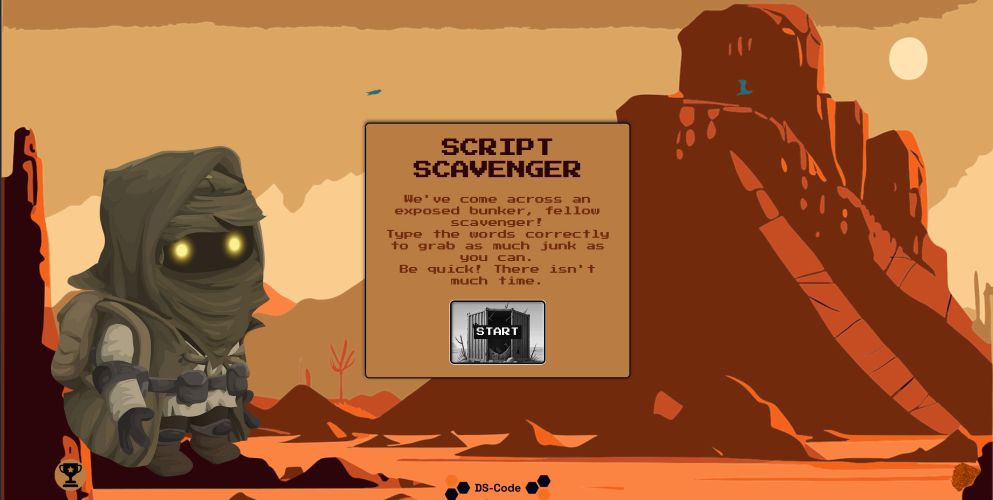 SCRIPT
SCAVENGER
We've come across an
exposed bunker, fellow
scavenger!
Type the words correctly
to grab as much junk as
you can.
Be quick! There isn't
much time.
START
DS-Code